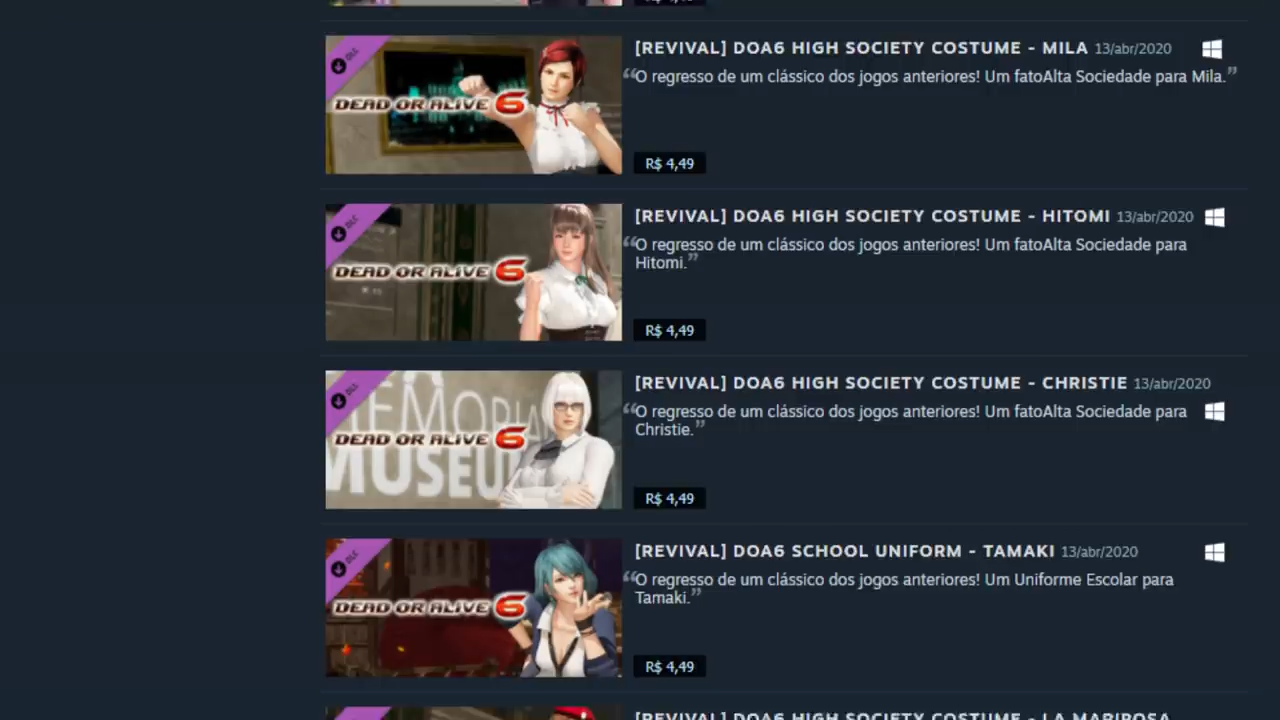 [REVIVAL] DOA6 HIGH SOCIETY COSTUME - MILA 13/abr/2020
DLC
DEAD OR ALIVE 6
“O regresso de um clássico dos jogos anteriores! Um fatoAlta Sociedade para Mila.”
R$ 4,49
[REVIVAL] DOA6 HIGH SOCIETY COSTUME - HITOMI 13/abr/2020
DLC
DEAD OR ALIVE 6
“O regresso de um clássico dos jogos anteriores! Um fatoAlta Sociedade para
Hitomi.”
R$ 4,49
[REVIVAL] DOA6 HIGH SOCIETY COSTUME - CHRISTIE 13/abr/2020
DLC
MEMORIA
DEAD OR ALIVE 6
MUSEU
“O regresso de um clássico dos jogos anteriores! Um fatoAlta Sociedade para
Christie.”
R$ 4,49
[REVIVAL] DOA6 SCHOOL UNIFORM - TAMAKI 13/abr/2020
DLC
DEAD OR ALIVE 6
“O regresso de um clássico dos jogos anteriores! Um Uniforme Escolar para
Tamaki.”
R$ 4,49
[REVIVAL] DOA6 HIGH SOCIETY COSTUME - LA MARIPOSA